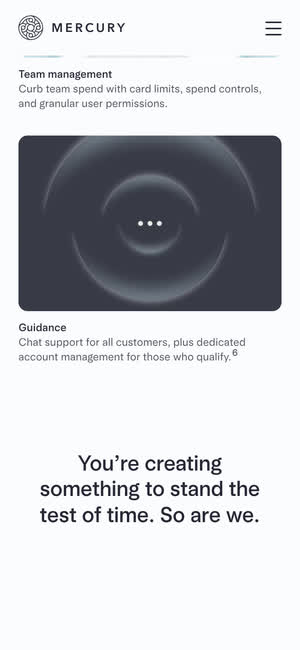 MERCURY
Team management
Curb team spend with card limits, spend controls,
and granular user permissions.
Guidance
Chat support for all customers, plus dedicated
account management for those who qualify.6
You’re creating
something to stand the
test of time. So are we.